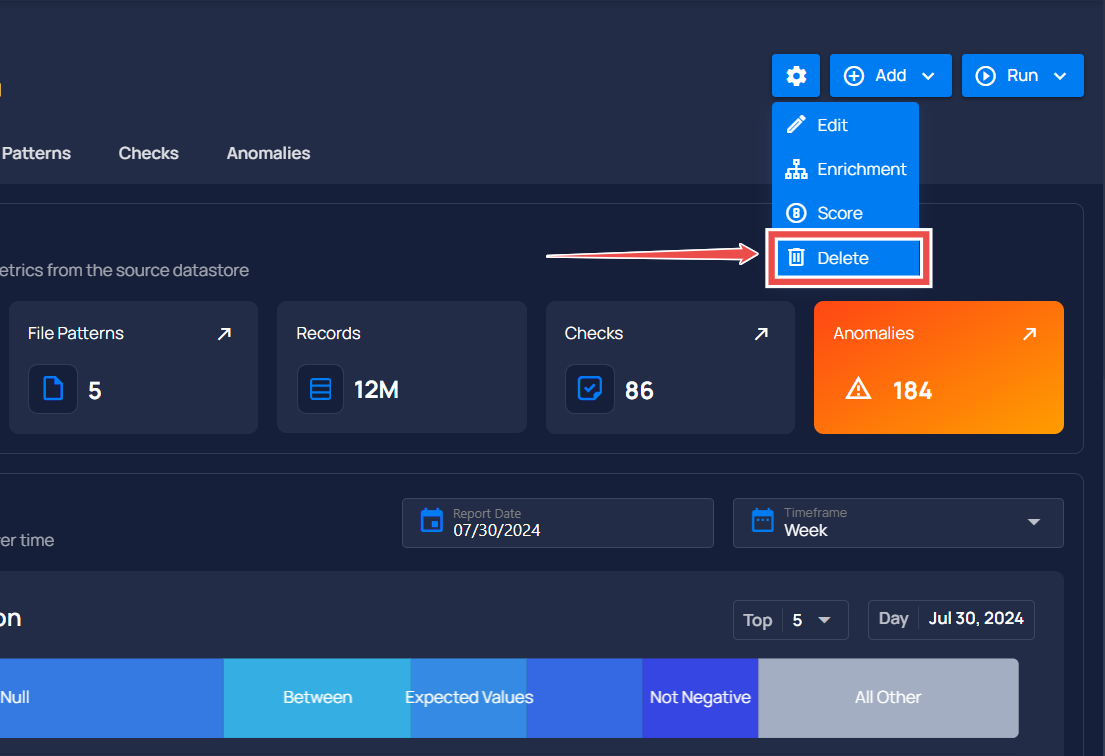 Add
Run
Edit
Enrichment
Score
Delete
Patterns
Checks
Anomalies
etrics from the source datastore
File Patterns
5
Records
12M
Checks
86
Anomalies
184
er time
Report Date
07/30/2024
Timeframe
Week
on
Top 5
Day Jul 30, 2024
Null
Between
Expected Values
Not Negative
All Other